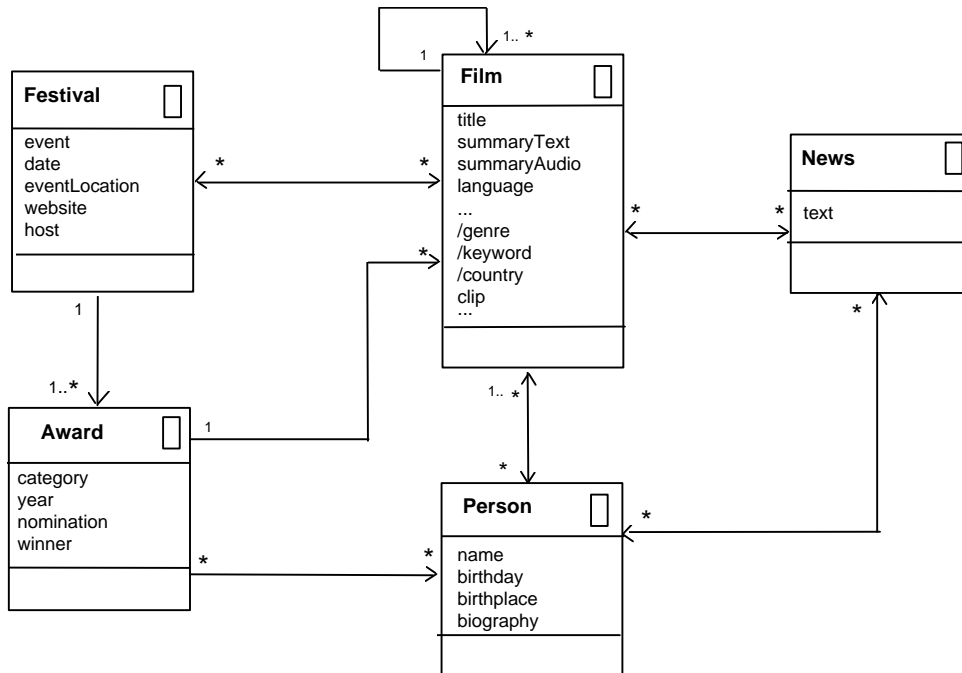 1
1.. *
Festival
event
date
eventLocation
website
host
*
*
Film
title
summaryText
summaryAudio
language
...
/genre
/keyword
/country
clip
...
*
*
News
text
*
*
1
1..*
1
Award
category
year
nomination
winner
*
*
1.. *
*
Person
name
birthday
birthplace
biography
*